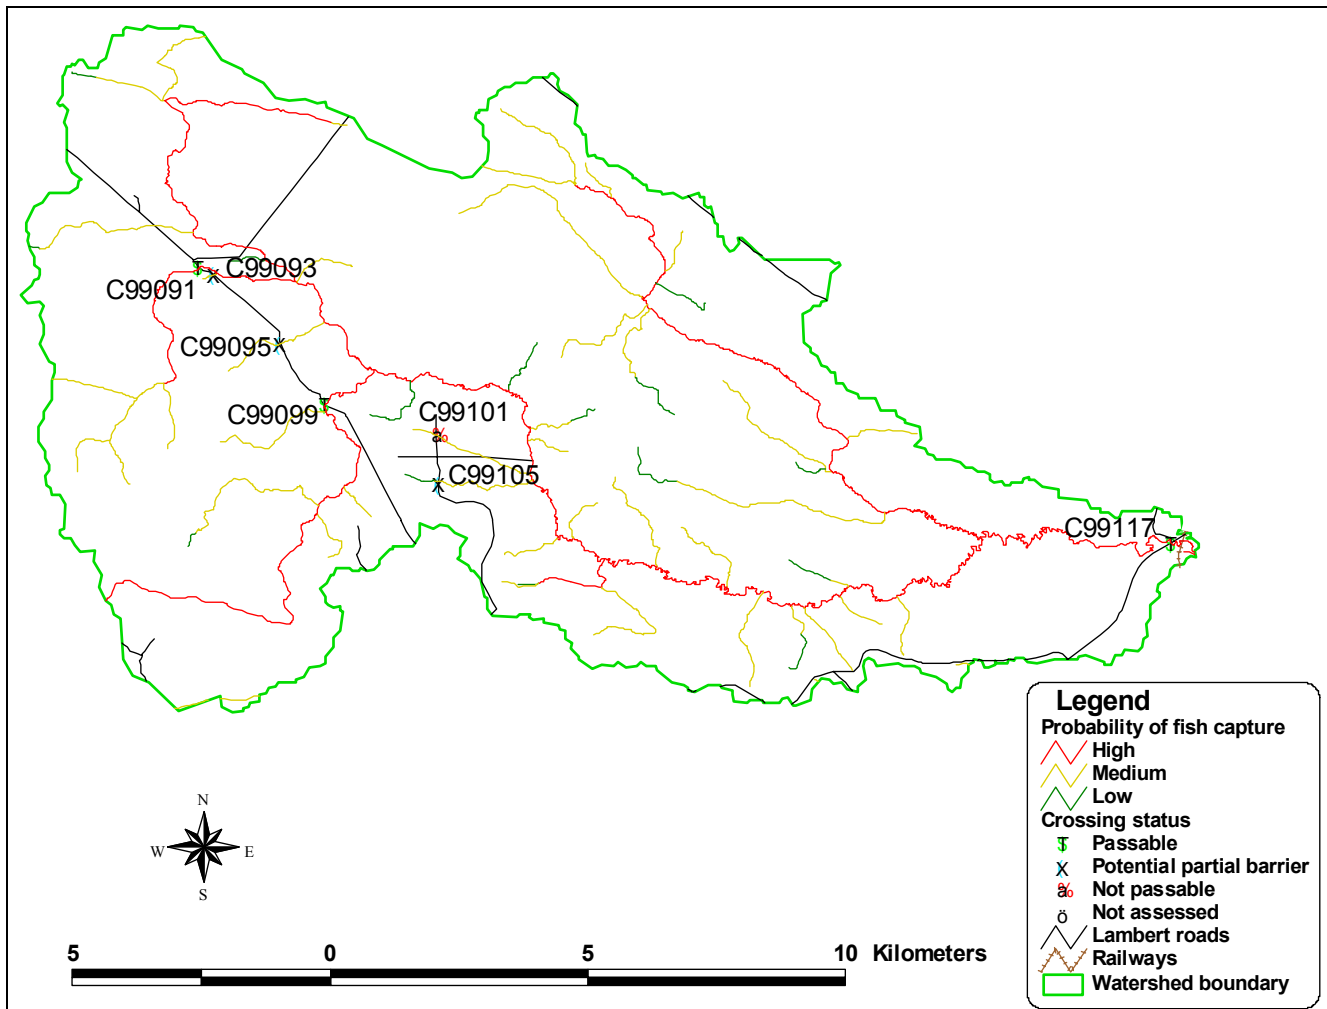 C99093
C99091
C99095
C99099
C99101
C99105
C99117
Legend
Probability of fish capture
High
Medium
Low
Crossing status
Passable
Potential partial barrier
Not passable
Not assessed
Lambert roads
Railways
Watershed boundary
N
W E
S
5 0 5 10 Kilometers